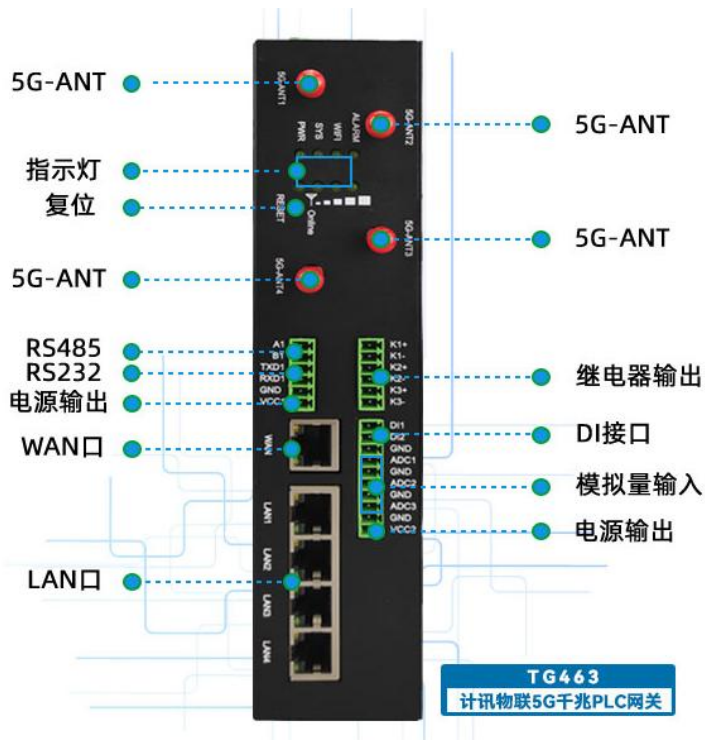 5G-ANT
指示灯
复位
5G-ANT
RS485
RS232
电源输出
WAN口
LAN口
5G-ANT
5G-ANT
继电器输出
DI接口
模拟量输入
电源输出
5G-ANT1
5G-ANT2
PWR
SYS
WIFI
ALARM
RESET
Online
5G-ANT3
5G-ANT4
A1
B1
TXD1
RXD1
GND
VCC1
K1+
K1-
K2+
K2-
K3+
K3-
WAN
DI1
DI2
GND
ADC1
GND
ADC2
GND
ADC3
GND
VCC2
LAN1
LAN2
LAN3
LAN4
TG463
计讯物联5G千兆PLC网关